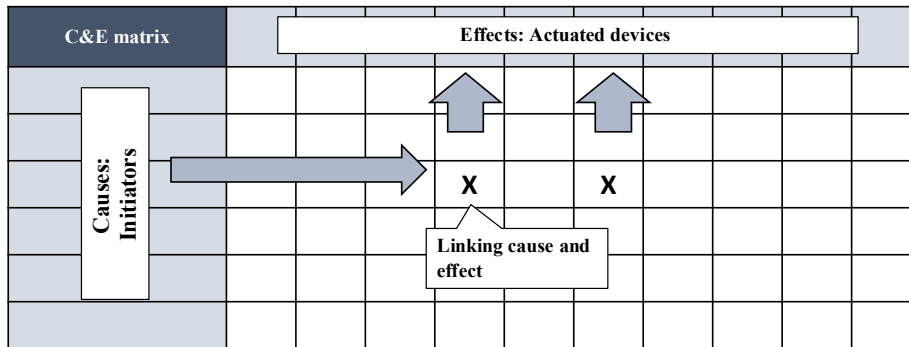 C&E matrix
Effects: Actuated devices
Causes:
Initiators
X
X
Linking cause and
effect